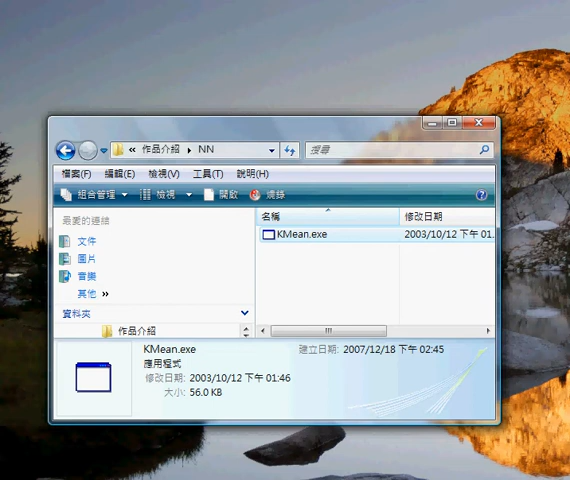 « 作品介紹 ▸ NN
搜尋
檔案(F) 編輯(E) 檢視(V) 工具(T) 說明(H)
組合管理 檢視 開啟 燒錄
最愛的連結
文件
圖片
音樂
其他 »
資料夾
作品介紹
名稱 修改日期
KMean.exe 2003/10/12 下午 01...
KMean.exe 建立日期: 2007/12/18 下午 02:45
應用程式
修改日期: 2003/10/12 下午 01:46
大小: 56.0 KB